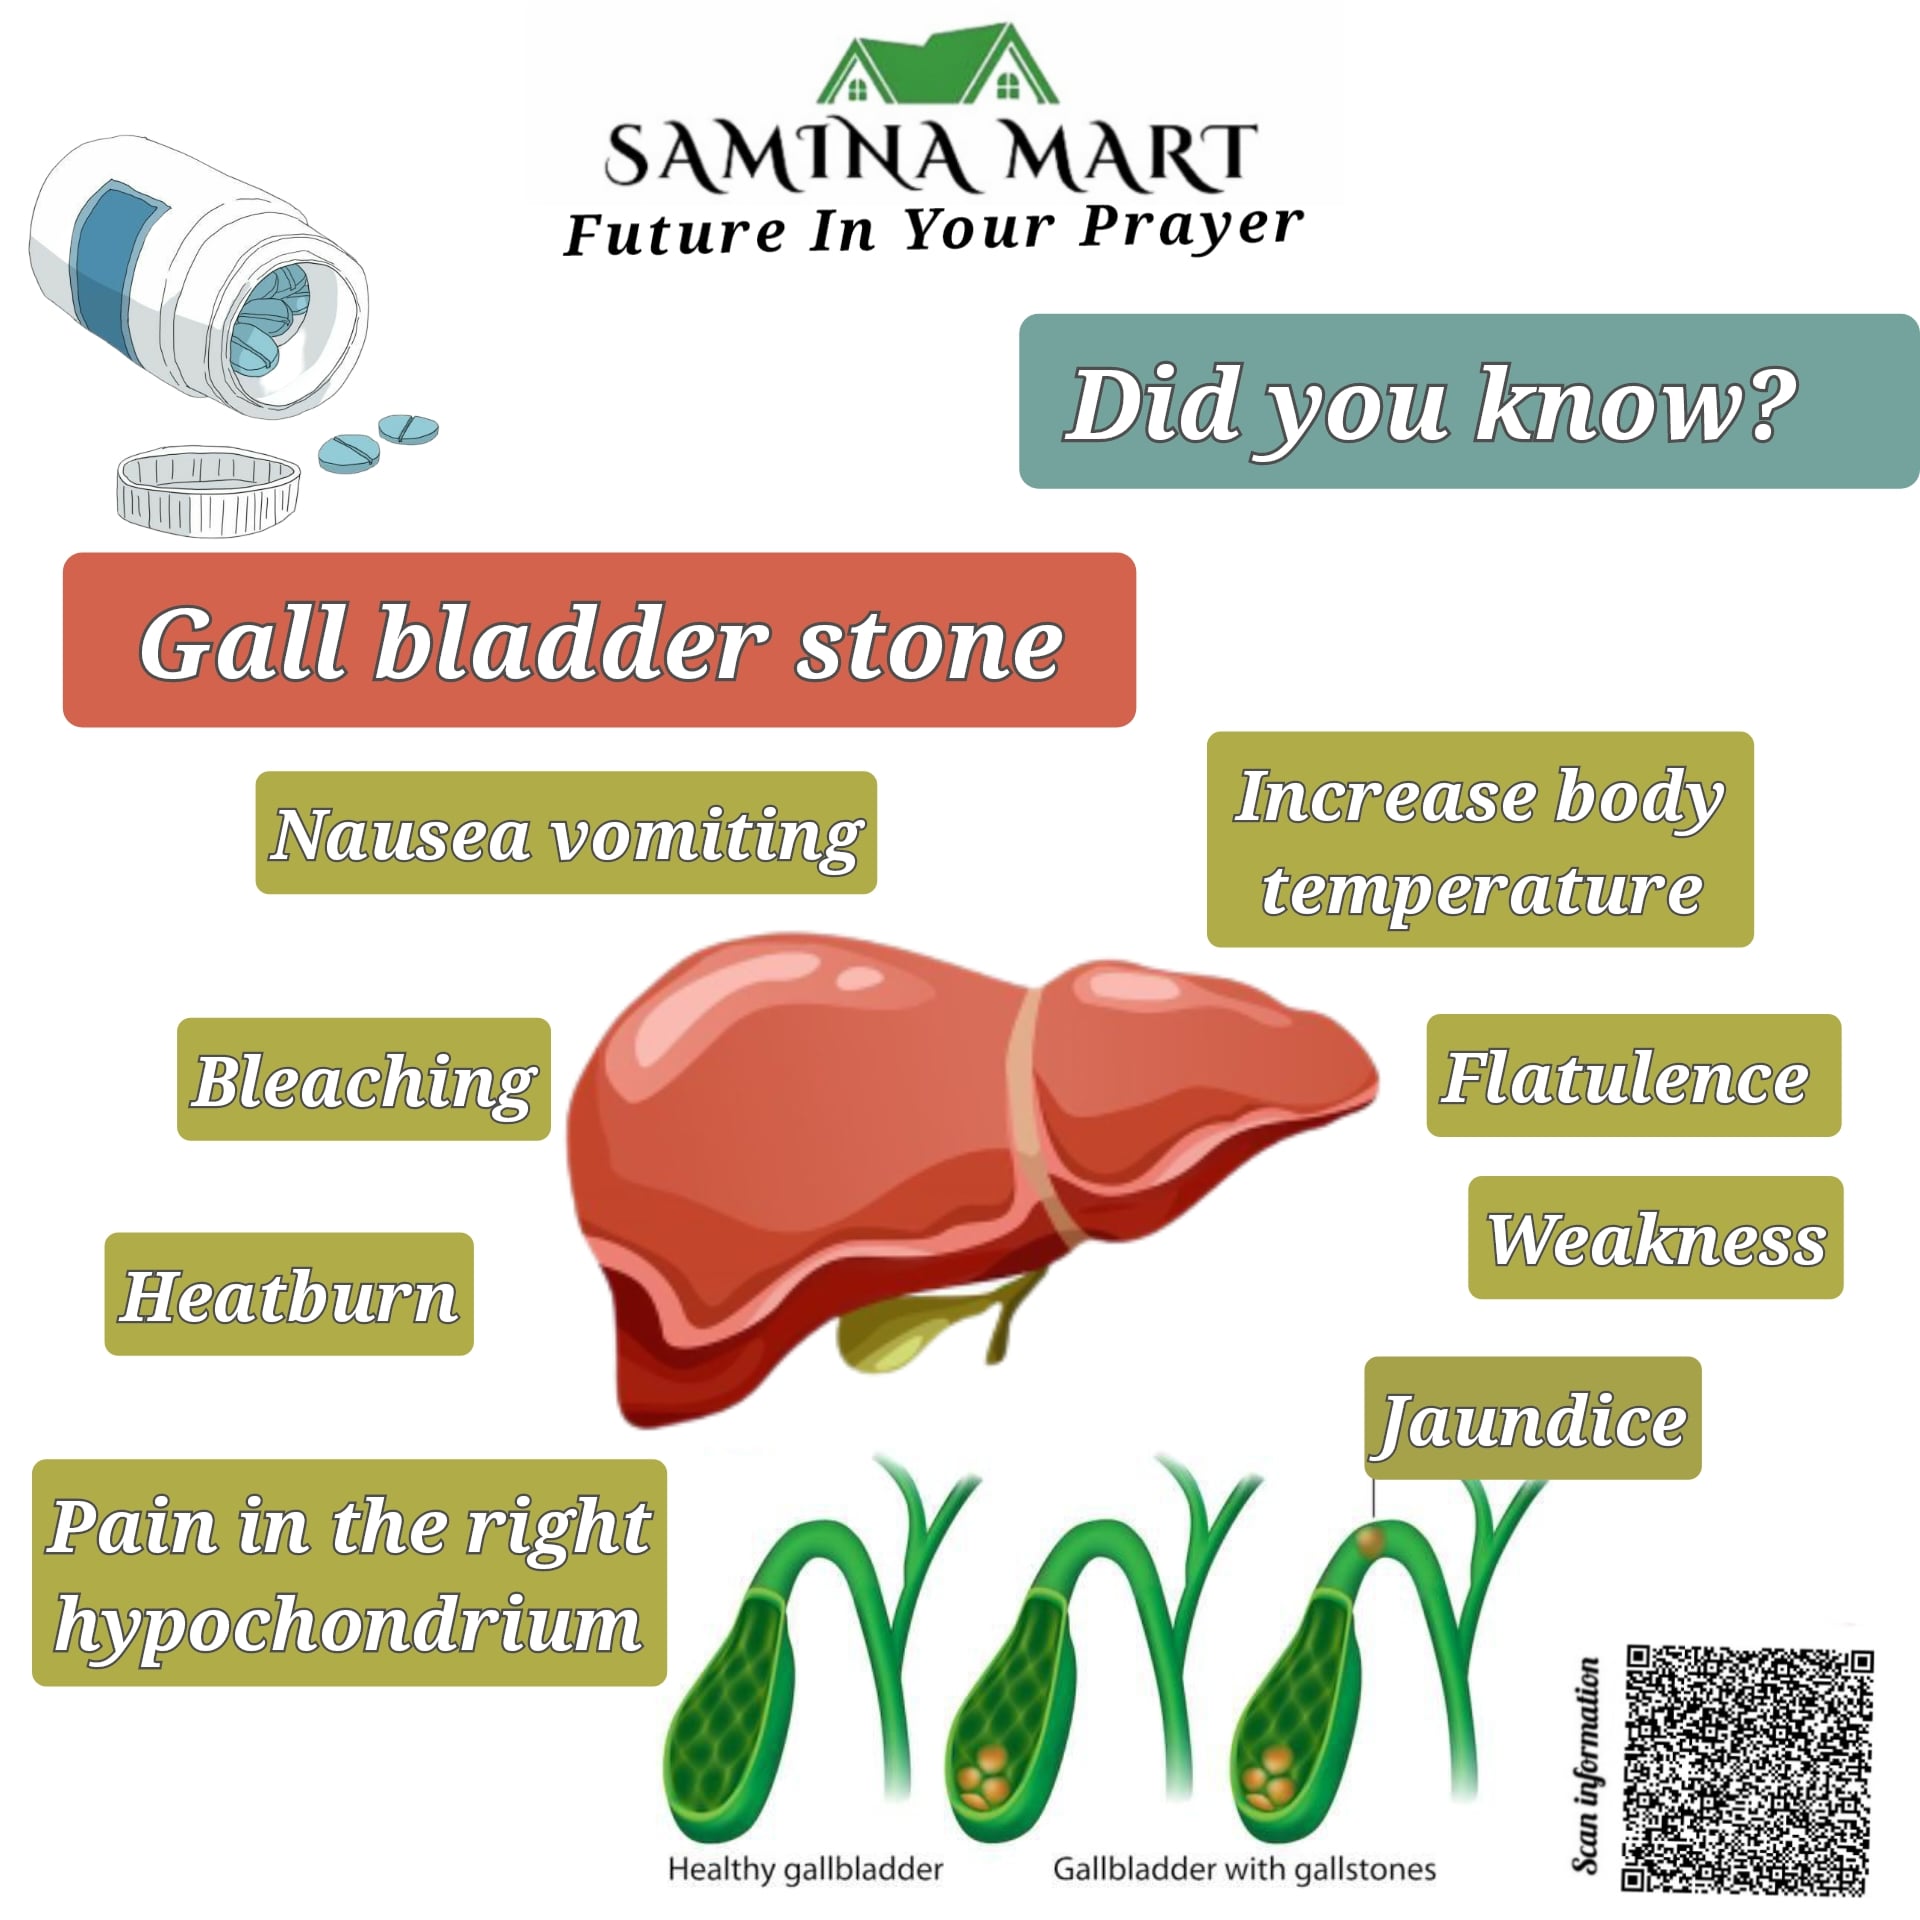 SAMINA MART
Future In Your Prayer
Did you know?
Gall bladder stone
Nausea vomiting
Increase body
temperature
Bleaching
Flatulence
Weakness
Heatburn
Jaundice
Pain in the right
hypochondrium
Scan information
Healthy gallbladder
Gallbladder with gallstones